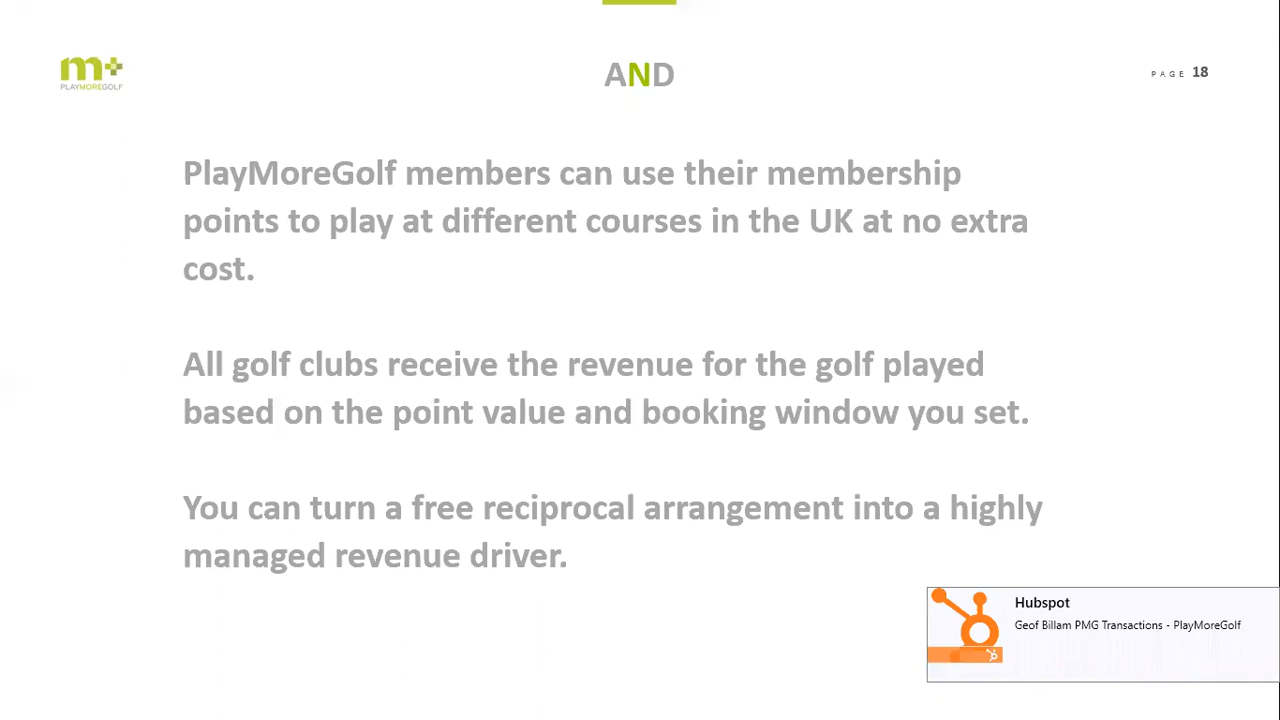 m+
PLAYMOREGOLF
AND
PAGE 18
PlayMoreGolf members can use their membership
points to play at different courses in the UK at no extra
cost.
All golf clubs receive the revenue for the golf played
based on the point value and booking window you set.
You can turn a free reciprocal arrangement into a highly
managed revenue driver.
Hubspot
Geof Billam PMG Transactions - PlayMoreGolf